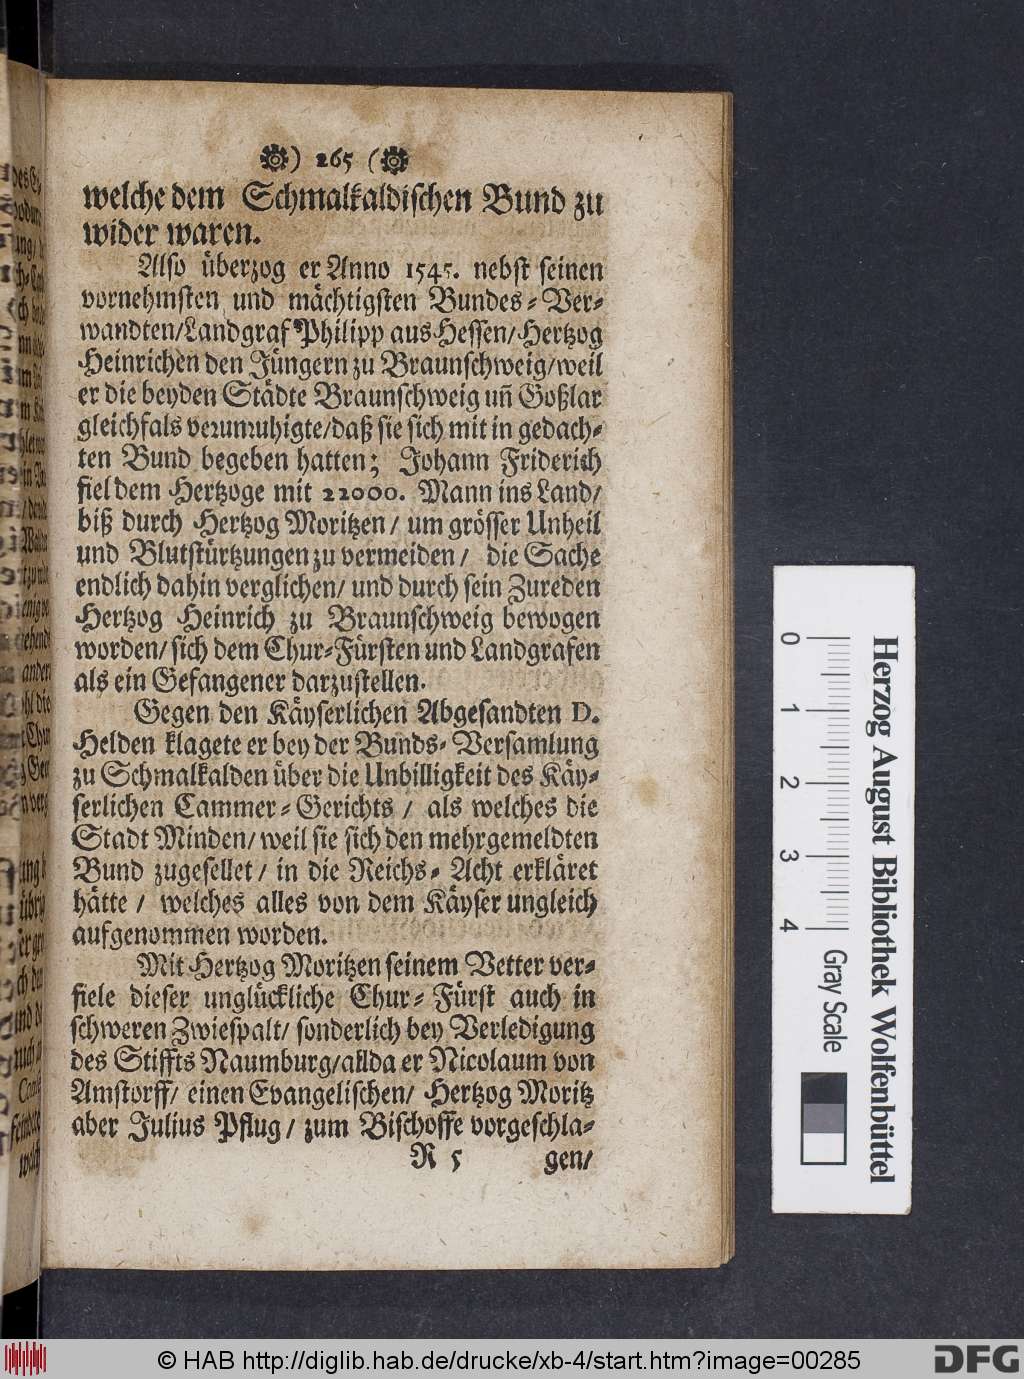 ) 265 (
welche dem Schmalkaldischen Bund zu
wider waren.
Also überzog er Anno 1545. nebst seinen
vornehmsten und mächtigsten Bundes-Ver-
wandten/Landgraf Philipp aus Hessen/Hertzog
Heinrichen den Jüngern zu Braunschweig/weil
er die beyden Städte Braunschweig uñ Goßlar
gleichfals verunruhigte/daß sie sich mit in gedach-
ten Bund begeben hatten; Johann Friderich
fiel dem Hertzoge mit 22000. Mann ins Land/
biß durch Hertzog Moritzen/ um grösser Unheil
und Blutstürtzungen zu vermeiden/ die Sache
endlich dahin verglichen/ und durch sein Zureden
Hertzog Heinrich zu Braunschweig bewogen
worden/ sich dem Chur-Fürsten und Landgrafen
als ein Gefangener darzustellen.
Gegen den Käyserlichen Abgesandten D.
Helden klagete er bey der Bunds-Versamlung
zu Schmalkalden über die Unbilligkeit des Käy-
serlichen Cammer-Gerichts / als welches die
Stadt Minden/ weil sie sich den mehrgemeldten
Bund zugesellet / in die Reichs-Acht erkläret
hätte / welches alles von dem Käyser ungleich
aufgenommen worden.
Mit Hertzog Moritzen seinem Vetter ver-
fiele dieser unglückliche Chur-Fürst auch in
schweren Zwiespalt/ sonderlich bey Verledigung
des Stiffts Naumburg/allda er Nicolaum von
Amstorff/ einen Evangelischen/ Hertzog Moritz
aber Julius Pflug / zum Bischoffe vorgeschla-
R 5 gen/
0 1 2 3 4
Gray Scale
Herzog August Bibliothek Wolfenbüttel
© HAB http://diglib.hab.de/drucke/xb-4/start.htm?image=00285
DFG